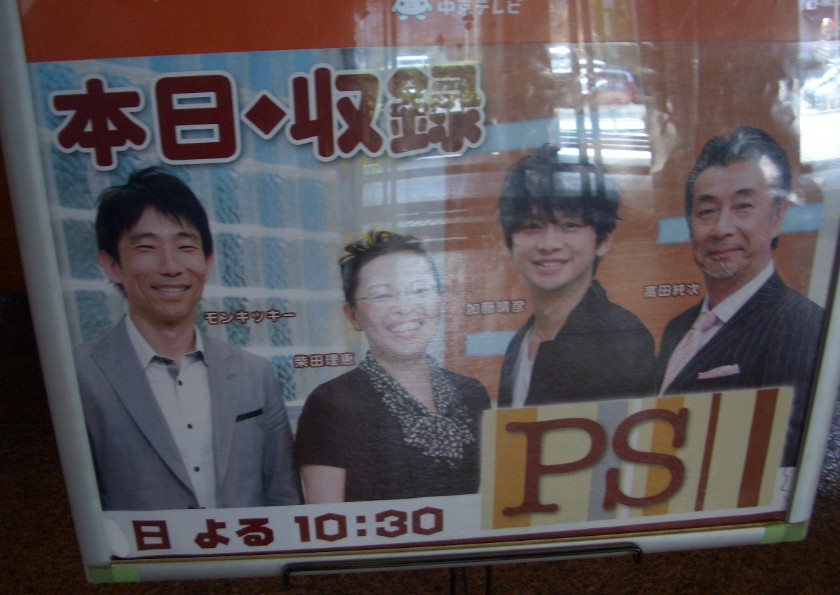 中京テレビ
本日◆収録
モンキッキー
柴田理恵
加藤晴彦
高田純次
PS
日 よる 10:30